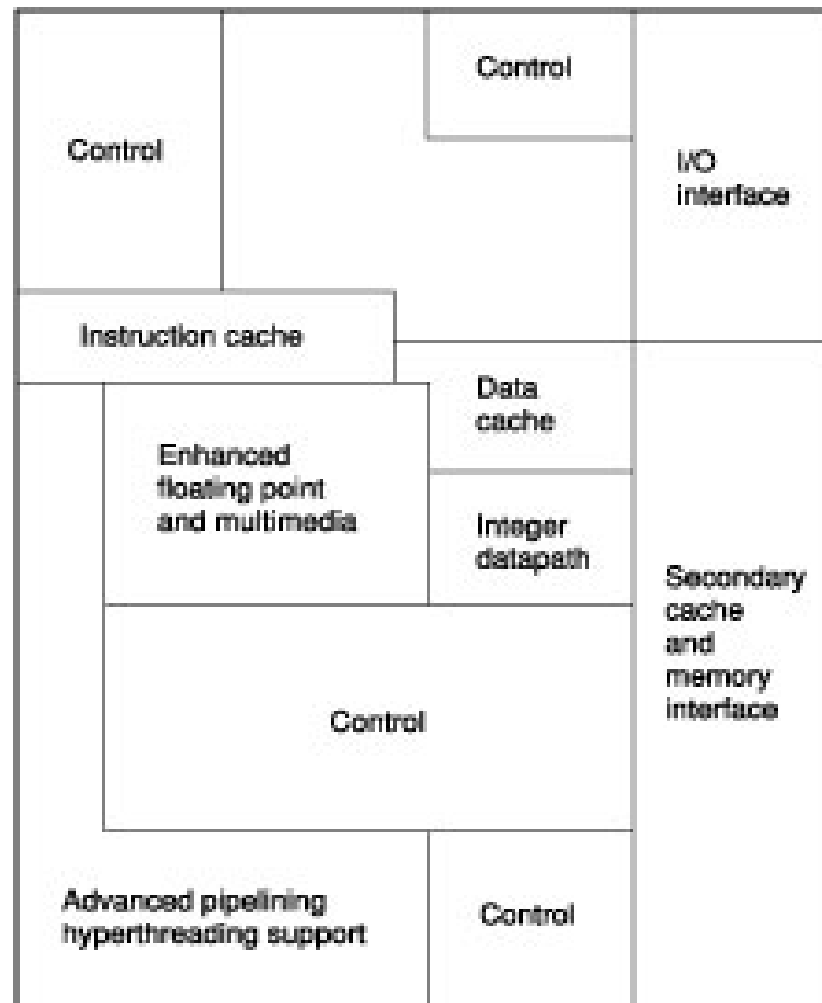 Control
Control
I/O
interface
Instruction cache
Data
cache
Enhanced
floating point
and multimedia
Integer
datapath
Secondary
cache
and
memory
interface
Control
Advanced pipelining
hyperthreading support
Control